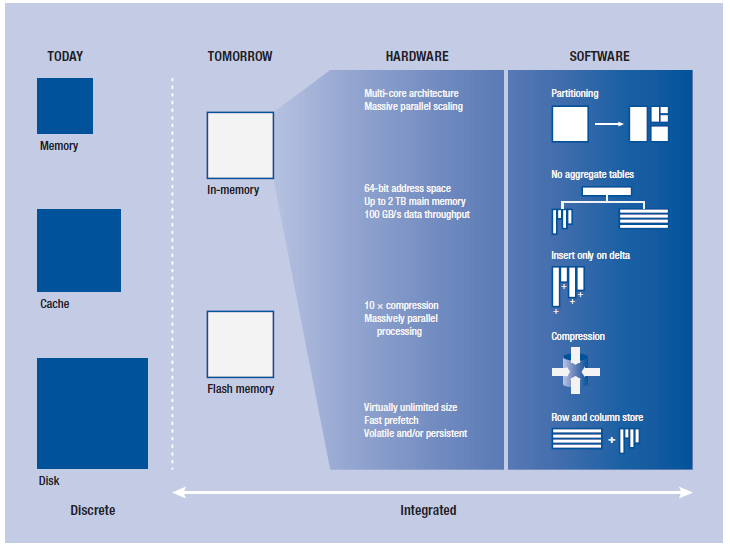 TODAY
TOMORROW
HARDWARE
SOFTWARE
Memory
Cache
Disk
Discrete
In-memory
Flash memory
Multi-core architecture
Massive parallel scaling
64-bit address space
Up to 2 TB main memory
100 GB/s data throughput
10 × compression
Massively parallel
processing
Virtually unlimited size
Fast prefetch
Volatile and/or persistent
Partitioning
No aggregate tables
Insert only on delta
+
+
+
+
Compression
Row and column store
+
Integrated